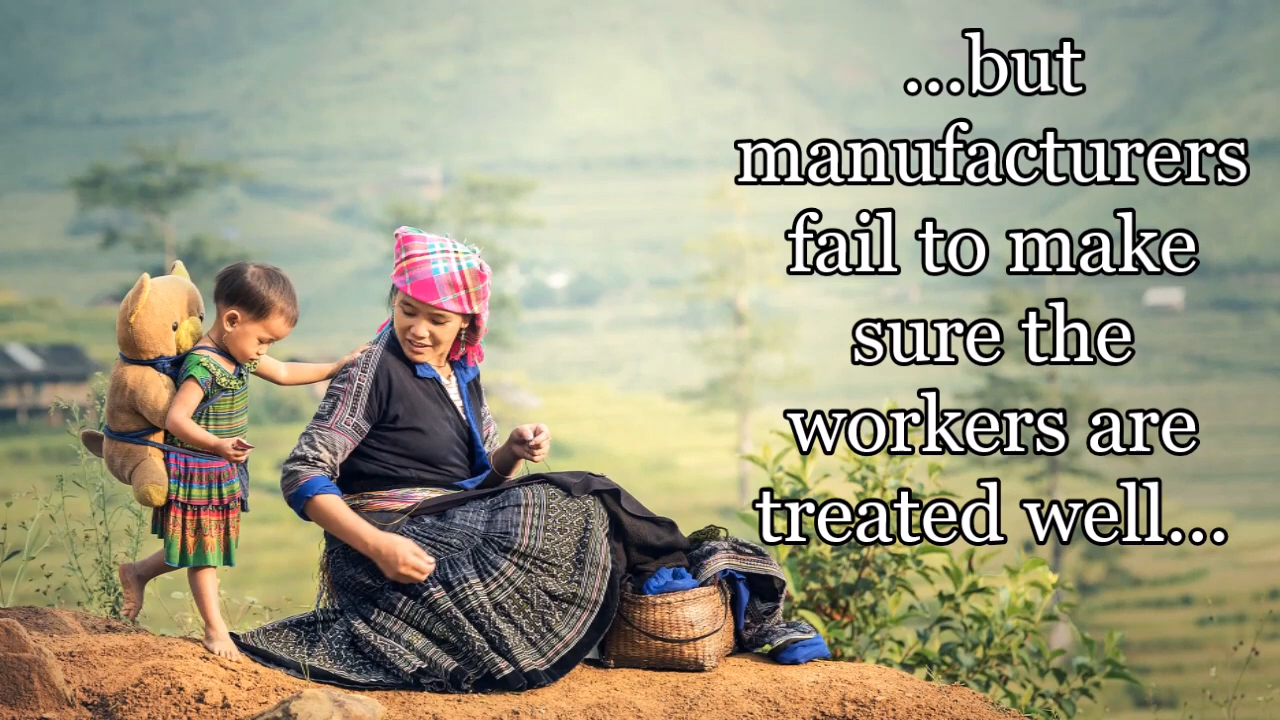 ...but
manufacturers
fail to make
sure the
workers are
treated well...